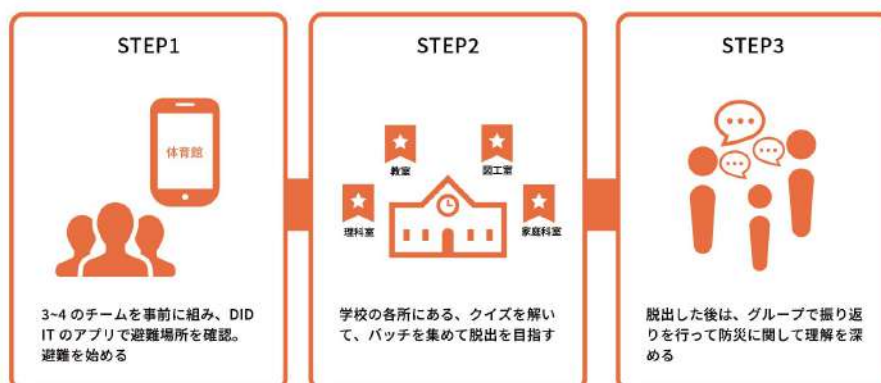 STEP1
体育館
3~4 のチームを事前に組み、DID
IT のアプリで避難場所を確認。
避難を始める
STEP2
教室
図工室
理科室
家庭科室
学校の各所にある、クイズを解い
て、バッチを集めて脱出を目指す
STEP3
脱出した後は、グループで振り返
りを行って防災に関して理解を深
める